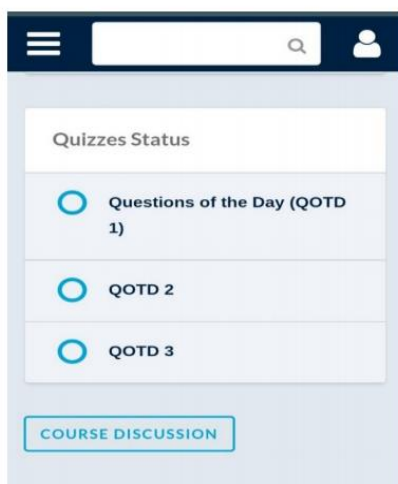 Quizzes Status
Questions of the Day (QOTD
1)
QOTD 2
QOTD 3
COURSE DISCUSSION